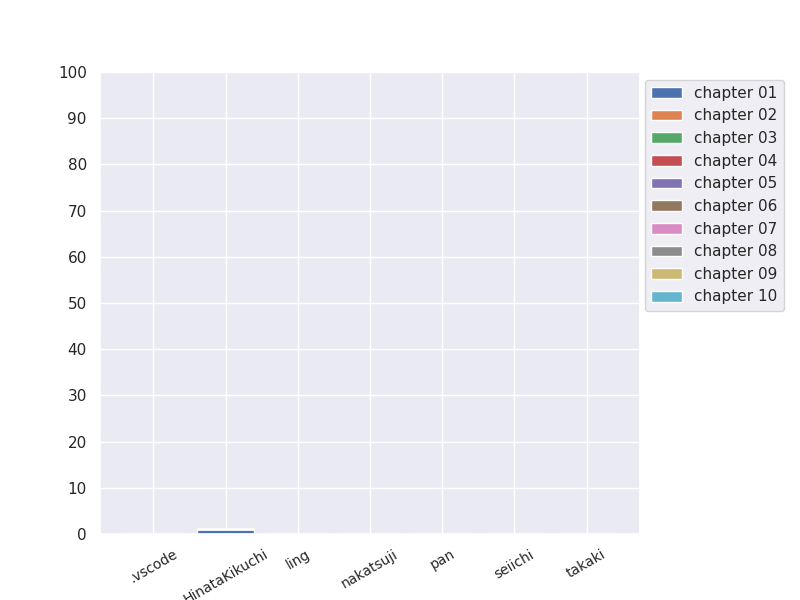 100
90
80
70
60
50
40
30
20
10
0
.vscode
HinataKikuchi
ling
nakatsuji
pan
seiichi
takaki
chapter 01
chapter 02
chapter 03
chapter 04
chapter 05
chapter 06
chapter 07
chapter 08
chapter 09
chapter 10